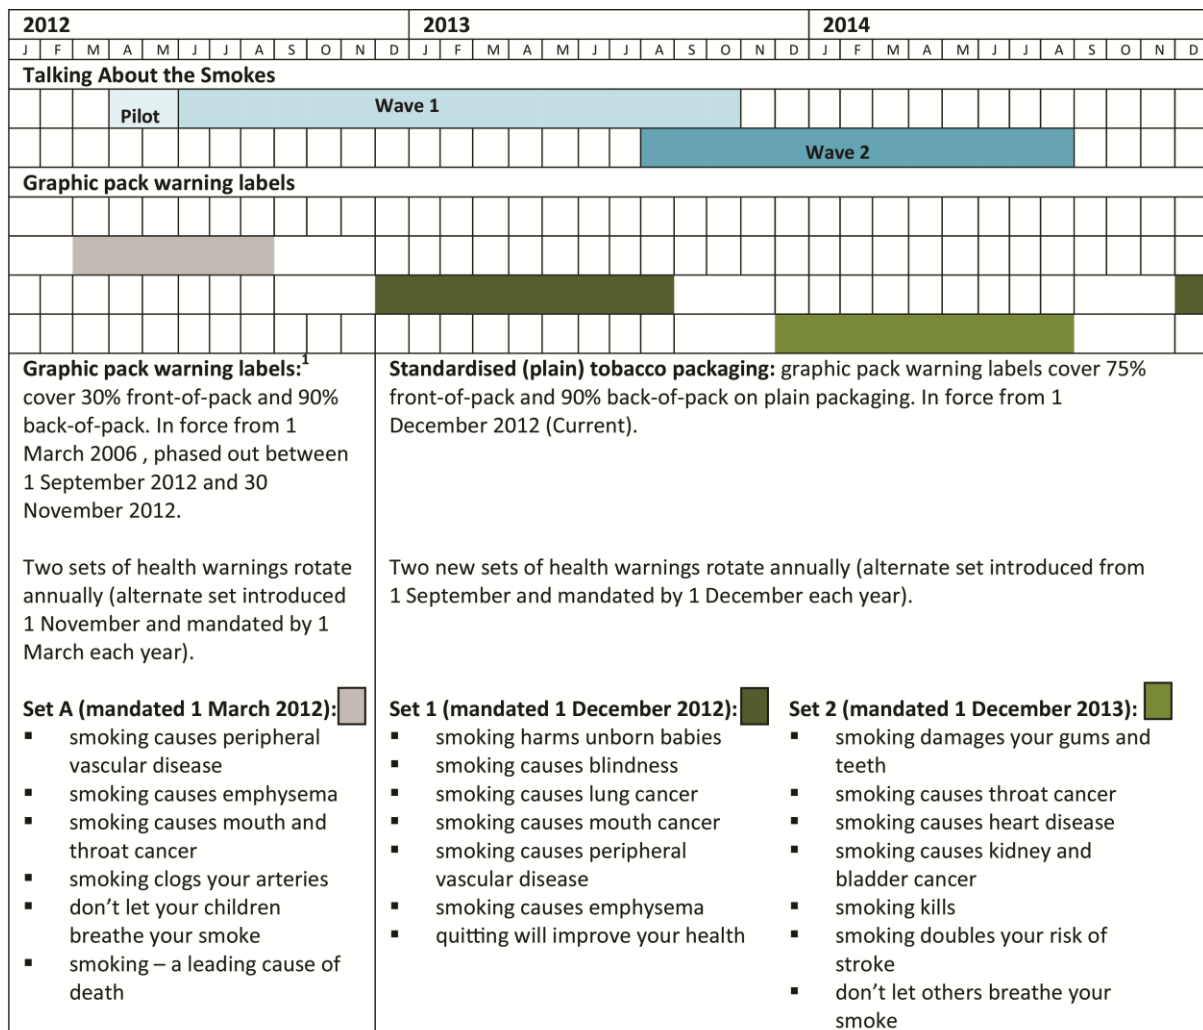 2012 2013 2014
J F M A M J J A S O N D J F M A M J J A S O N D J F M A M J J A S O N D
Talking About the Smokes
Pilot Wave 1
Wave 2
Graphic pack warning labels
Graphic pack warning labels:1
cover 30% front-of-pack and 90%
back-of-pack. In force from 1
March 2006 , phased out between
1 September 2012 and 30
November 2012.
Two sets of health warnings rotate
annually (alternate set introduced
1 November and mandated by 1
March each year).
Set A (mandated 1 March 2012):
▪ smoking causes peripheral
vascular disease
▪ smoking causes emphysema
▪ smoking causes mouth and
throat cancer
▪ smoking clogs your arteries
▪ don't let your children
breathe your smoke
▪ smoking – a leading cause of
death
Standardised (plain) tobacco packaging: graphic pack warning labels cover 75%
front-of-pack and 90% back-of-pack on plain packaging. In force from 1
December 2012 (Current).
Two new sets of health warnings rotate annually (alternate set introduced from
1 September and mandated by 1 December each year).
Set 1 (mandated 1 December 2012):
▪ smoking harms unborn babies
▪ smoking causes blindness
▪ smoking causes lung cancer
▪ smoking causes mouth cancer
▪ smoking causes peripheral
vascular disease
▪ smoking causes emphysema
▪ quitting will improve your health
Set 2 (mandated 1 December 2013):
▪ smoking damages your gums and
teeth
▪ smoking causes throat cancer
▪ smoking causes heart disease
▪ smoking causes kidney and
bladder cancer
▪ smoking kills
▪ smoking doubles your risk of
stroke
▪ don't let others breathe your
smoke